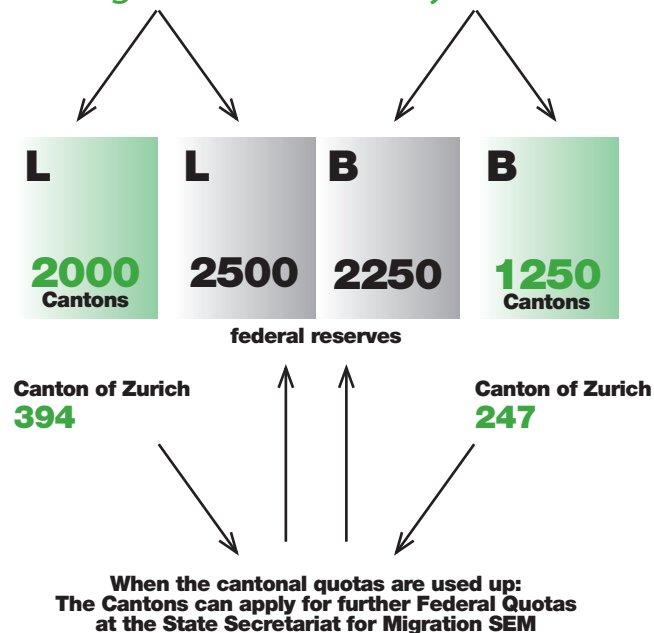 L L B B
2000 2500 2250 1250
Cantons Cantons
federal reserves
Canton of Zurich Canton of Zurich
394 247
When the cantonal quotas are used up:
The Cantons can apply for further Federal Quotas
at the State Secretariat for Migration SEM